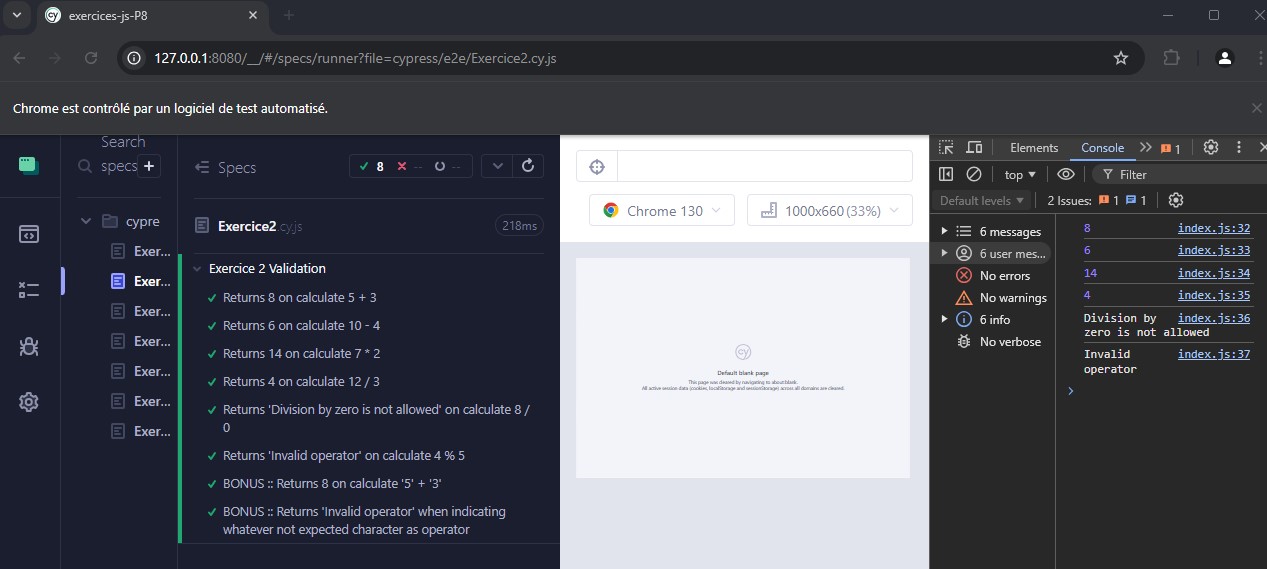 exercices-js-P8
127.0.0.1:8080/__/#/specs/runner?file=cypress/e2e/Exercice2.cy.js
Chrome est contrôlé par un logiciel de test automatisé.
Search
specs
cypre
Exer...
Exer...
Exer...
Exer...
Exer...
Exer...
Exer...
Specs
8 -- --
Exercice2.cy.js
218ms
Exercice 2 Validation
Returns 8 on calculate 5 + 3
Returns 6 on calculate 10 - 4
Returns 14 on calculate 7 * 2
Returns 4 on calculate 12 / 3
Returns 'Division by zero is not allowed' on calculate 8 /
0
Returns 'Invalid operator' on calculate 4 % 5
BONUS :: Returns 8 on calculate '5' + '3'
BONUS :: Returns 'Invalid operator' when indicating
whatever not expected character as operator
Chrome 130
1000x660 (33%)
cy
Default blank page
This page was cleared by navigating to about:blank.
All active session data (cookies, localStorage and sessionStorage) across all domains are cleared.
Elements Console 1
top Filter
Default levels 2 Issues: 1 1
6 messages
6 user mes...
No errors
No warnings
6 info
No verbose
8 index.js:32
6 index.js:33
14 index.js:34
4 index.js:35
Division by index.js:36
zero is not allowed
Invalid index.js:37
operator